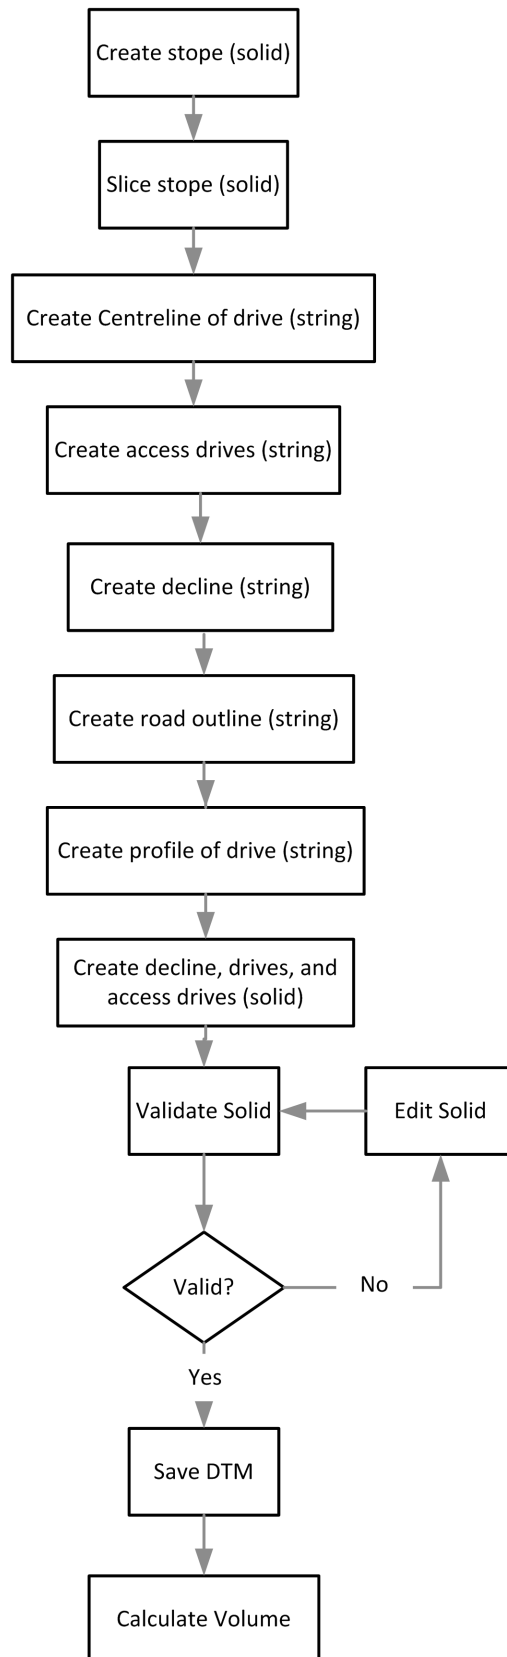 Create stope (solid)
Slice stope (solid)
Create Centreline of drive (string)
Create access drives (string)
Create decline (string)
Create road outline (string)
Create profile of drive (string)
Create decline, drives, and
access drives (solid)
Validate Solid
Edit Solid
Valid?
No
Yes
Save DTM
Calculate Volume